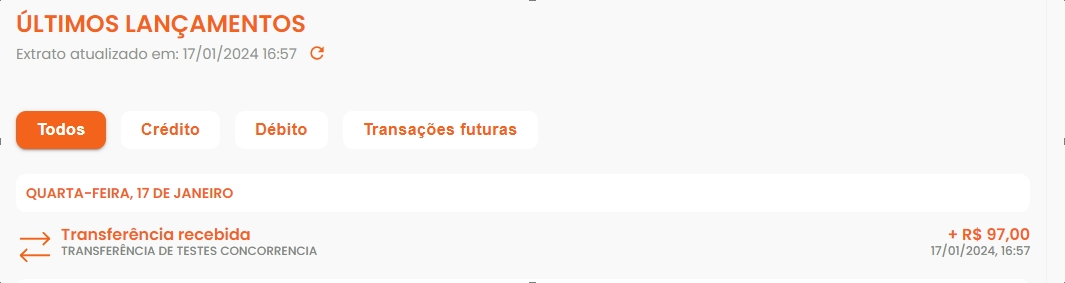 ÚLTIMOS LANÇAMENTOS
Extrato atualizado em: 17/01/2024 16:57
Todos Crédito Débito Transações futuras
QUARTA-FEIRA, 17 DE JANEIRO
Transferência recebida + R$ 97,00
TRANSFERÊNCIA DE TESTES CONCORRENCIA 17/01/2024, 16:57